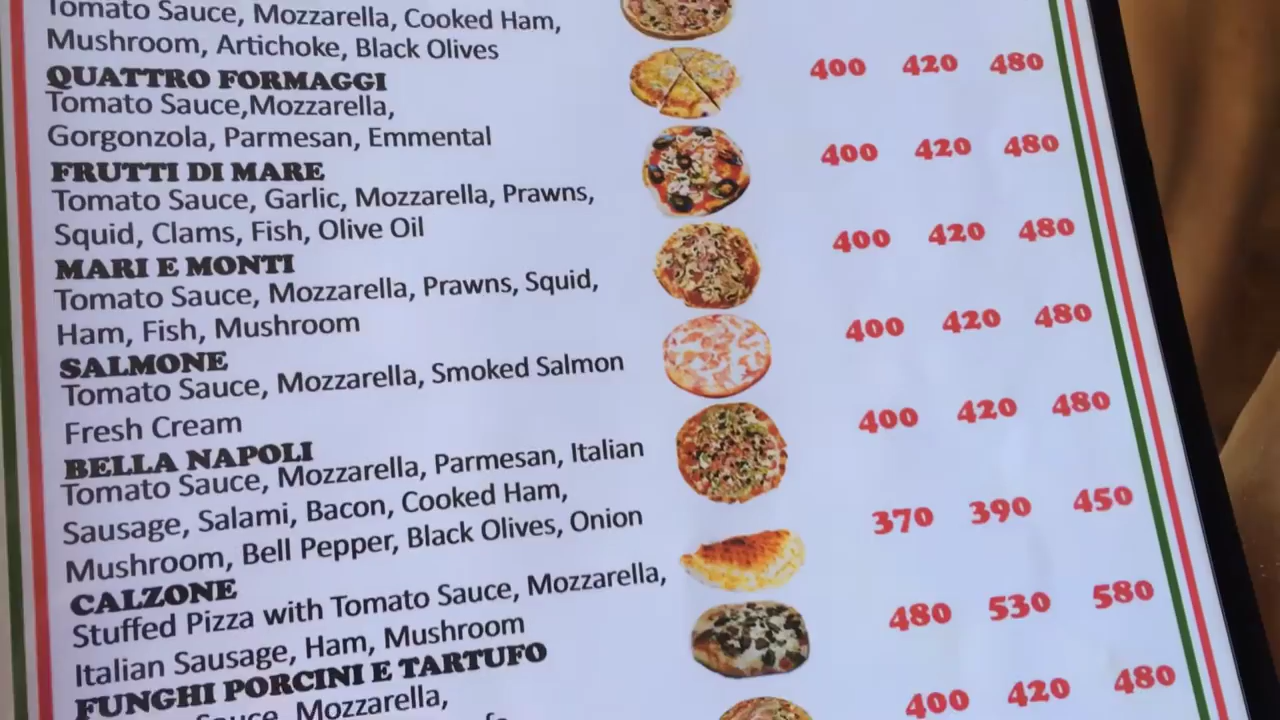 Tomato Sauce, Mozzarella, Cooked Ham,
Mushroom, Artichoke, Black Olives
QUATTRO FORMAGGI
400 420 480
Tomato Sauce,Mozzarella,
Gorgonzola, Parmesan, Emmental
FRUTTI DI MARE
400 420 480
Tomato Sauce, Garlic, Mozzarella, Prawns,
Squid, Clams, Fish, Olive Oil
MARI E MONTI
400 420 480
Tomato Sauce, Mozzarella, Prawns, Squid,
Ham, Fish, Mushroom
SALMONE
400 420 480
Tomato Sauce, Mozzarella, Smoked Salmon
Fresh Cream
BELLA NAPOLI
400 420 480
Tomato Sauce, Mozzarella, Parmesan, Italian
Sausage, Salami, Bacon, Cooked Ham,
Mushroom, Bell Pepper, Black Olives, Onion
CALZONE
370 390 450
Stuffed Pizza with Tomato Sauce, Mozzarella,
Italian Sausage, Ham, Mushroom
FUNGHI PORCINI E TARTUFO
480 530 580
Sauce, Mozzarella,
400 420 480